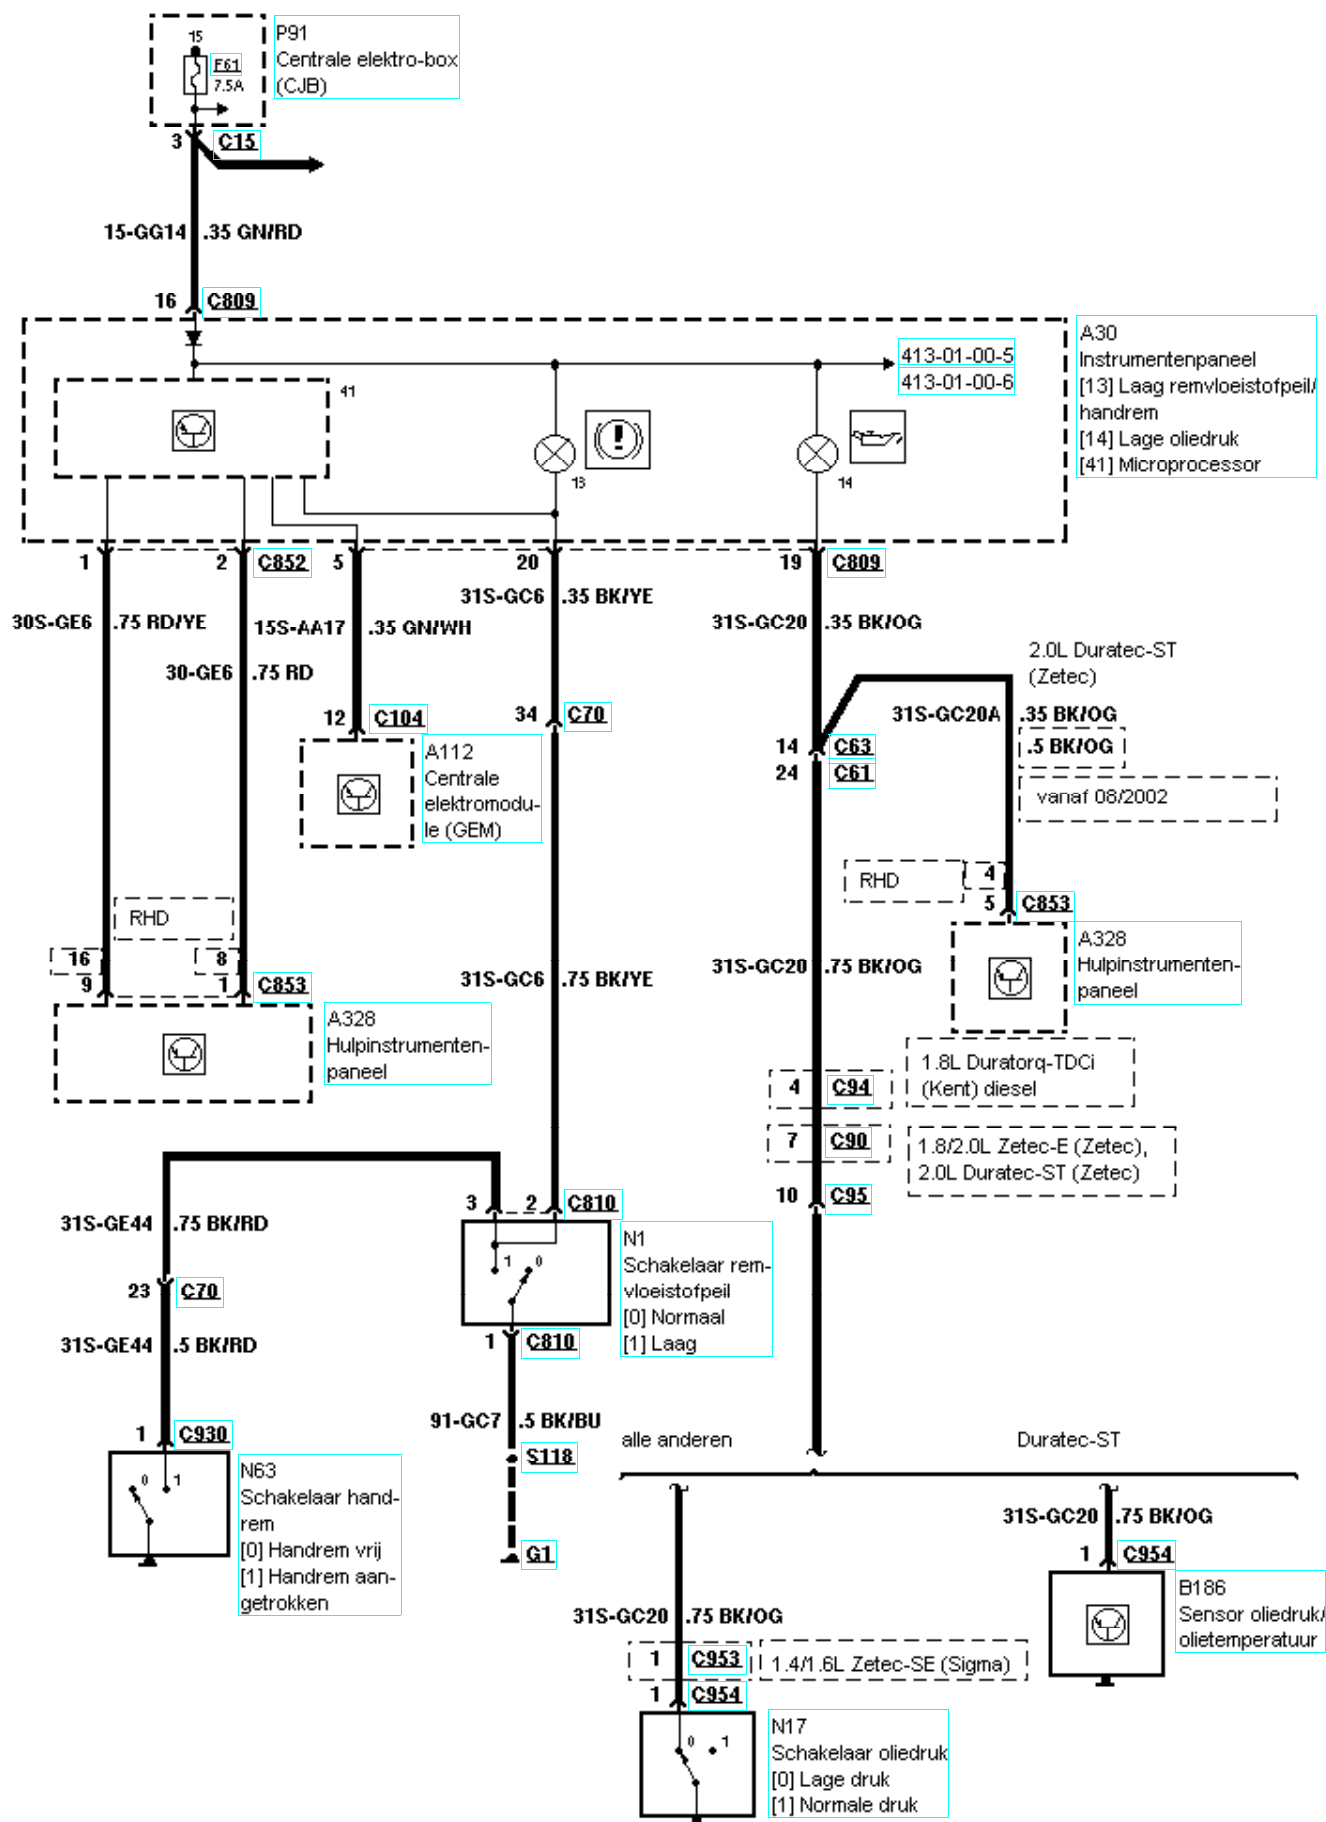 P91
Centrale elektro-box
(CJB)
15
F61
7.5A
3
C15
15-GG14
.35 GN/RD
16
C809
413-01-00-5
413-01-00-6
A30
Instrumentenpaneel
[13] Laag remvloeistofpeil/
handrem
[14] Lage oliedruk
[41] Microprocessor
41
13
14
1
2
C852
5
20
19
C809
31S-GC6
.35 BK/YE
30S-GE6
.75 RD/YE
15S-AA17
.35 GN/WH
31S-GC20
.35 BK/OG
30-GE6
.75 RD
2.0L Duratec-ST
(Zetec)
12
C104
34
C70
31S-GC20A
.35 BK/OG
.5 BK/OG
14
C63
24
C61
A112
Centrale
elektromodu-
le (GEM)
vanaf 08/2002
RHD
4
5
C853
RHD
16
8
9
1
C853
31S-GC6
.75 BK/YE
31S-GC20
.75 BK/OG
A328
Hulpinstrumenten-
paneel
A328
Hulpinstrumenten-
paneel
1.8L Duratorq-TDCi
(Kent) diesel
4
C94
7
C90
1.8/2.0L Zetec-E (Zetec),
2.0L Duratec-ST (Zetec)
10
C95
3
2
C810
31S-GE44
.75 BK/RD
23
C70
31S-GE44
.5 BK/RD
1
0
N1
Schakelaar rem-
vloeistofpeil
[0] Normaal
[1] Laag
1
C810
91-GC7
.5 BK/BU
S118
G1
1
C930
0
1
N63
Schakelaar hand-
rem
[0] Handrem vrij
[1] Handrem aan-
getrokken
alle anderen
Duratec-ST
31S-GC20
.75 BK/OG
1
C954
B186
Sensor oliedruk/
olietemperatuur
31S-GC20
.75 BK/OG
1
C953
1.4/1.6L Zetec-SE (Sigma)
1
C954
0
1
N17
Schakelaar oliedruk
[0] Lage druk
[1] Normale druk